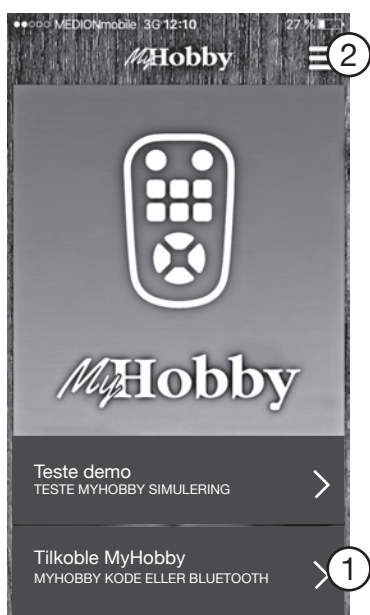 MEDIONmobile 3G 12:10 27 %
MyHobby
2
MyHobby
Teste demo
TESTE MYHOBBY SIMULERING
Tilkoble MyHobby
MYHOBBY KODE ELLER BLUETOOTH
1